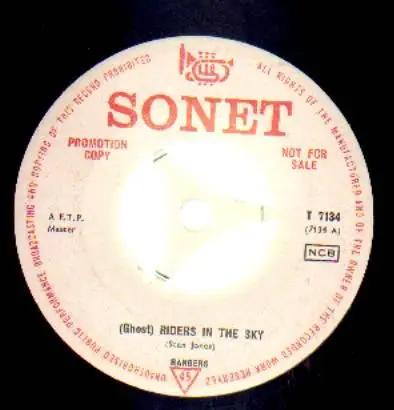 SONET
PROMOTION
COPY
NOT FOR
SALE
A F.T.P.
Master
T 7134
(7134 A)
NCB
(Ghost) RIDERS IN THE SKY
(Stan Jones)
RANGERS
45
ALL RIGHTS OF THE MANUFACTURER AND OF THE OWNER OF THE RECORDED WORK RESERVED
UNAUTHORISED PUBLIC PERFORMANCE BROADCASTING AND COPYING OF THIS RECORD PROHIBITED